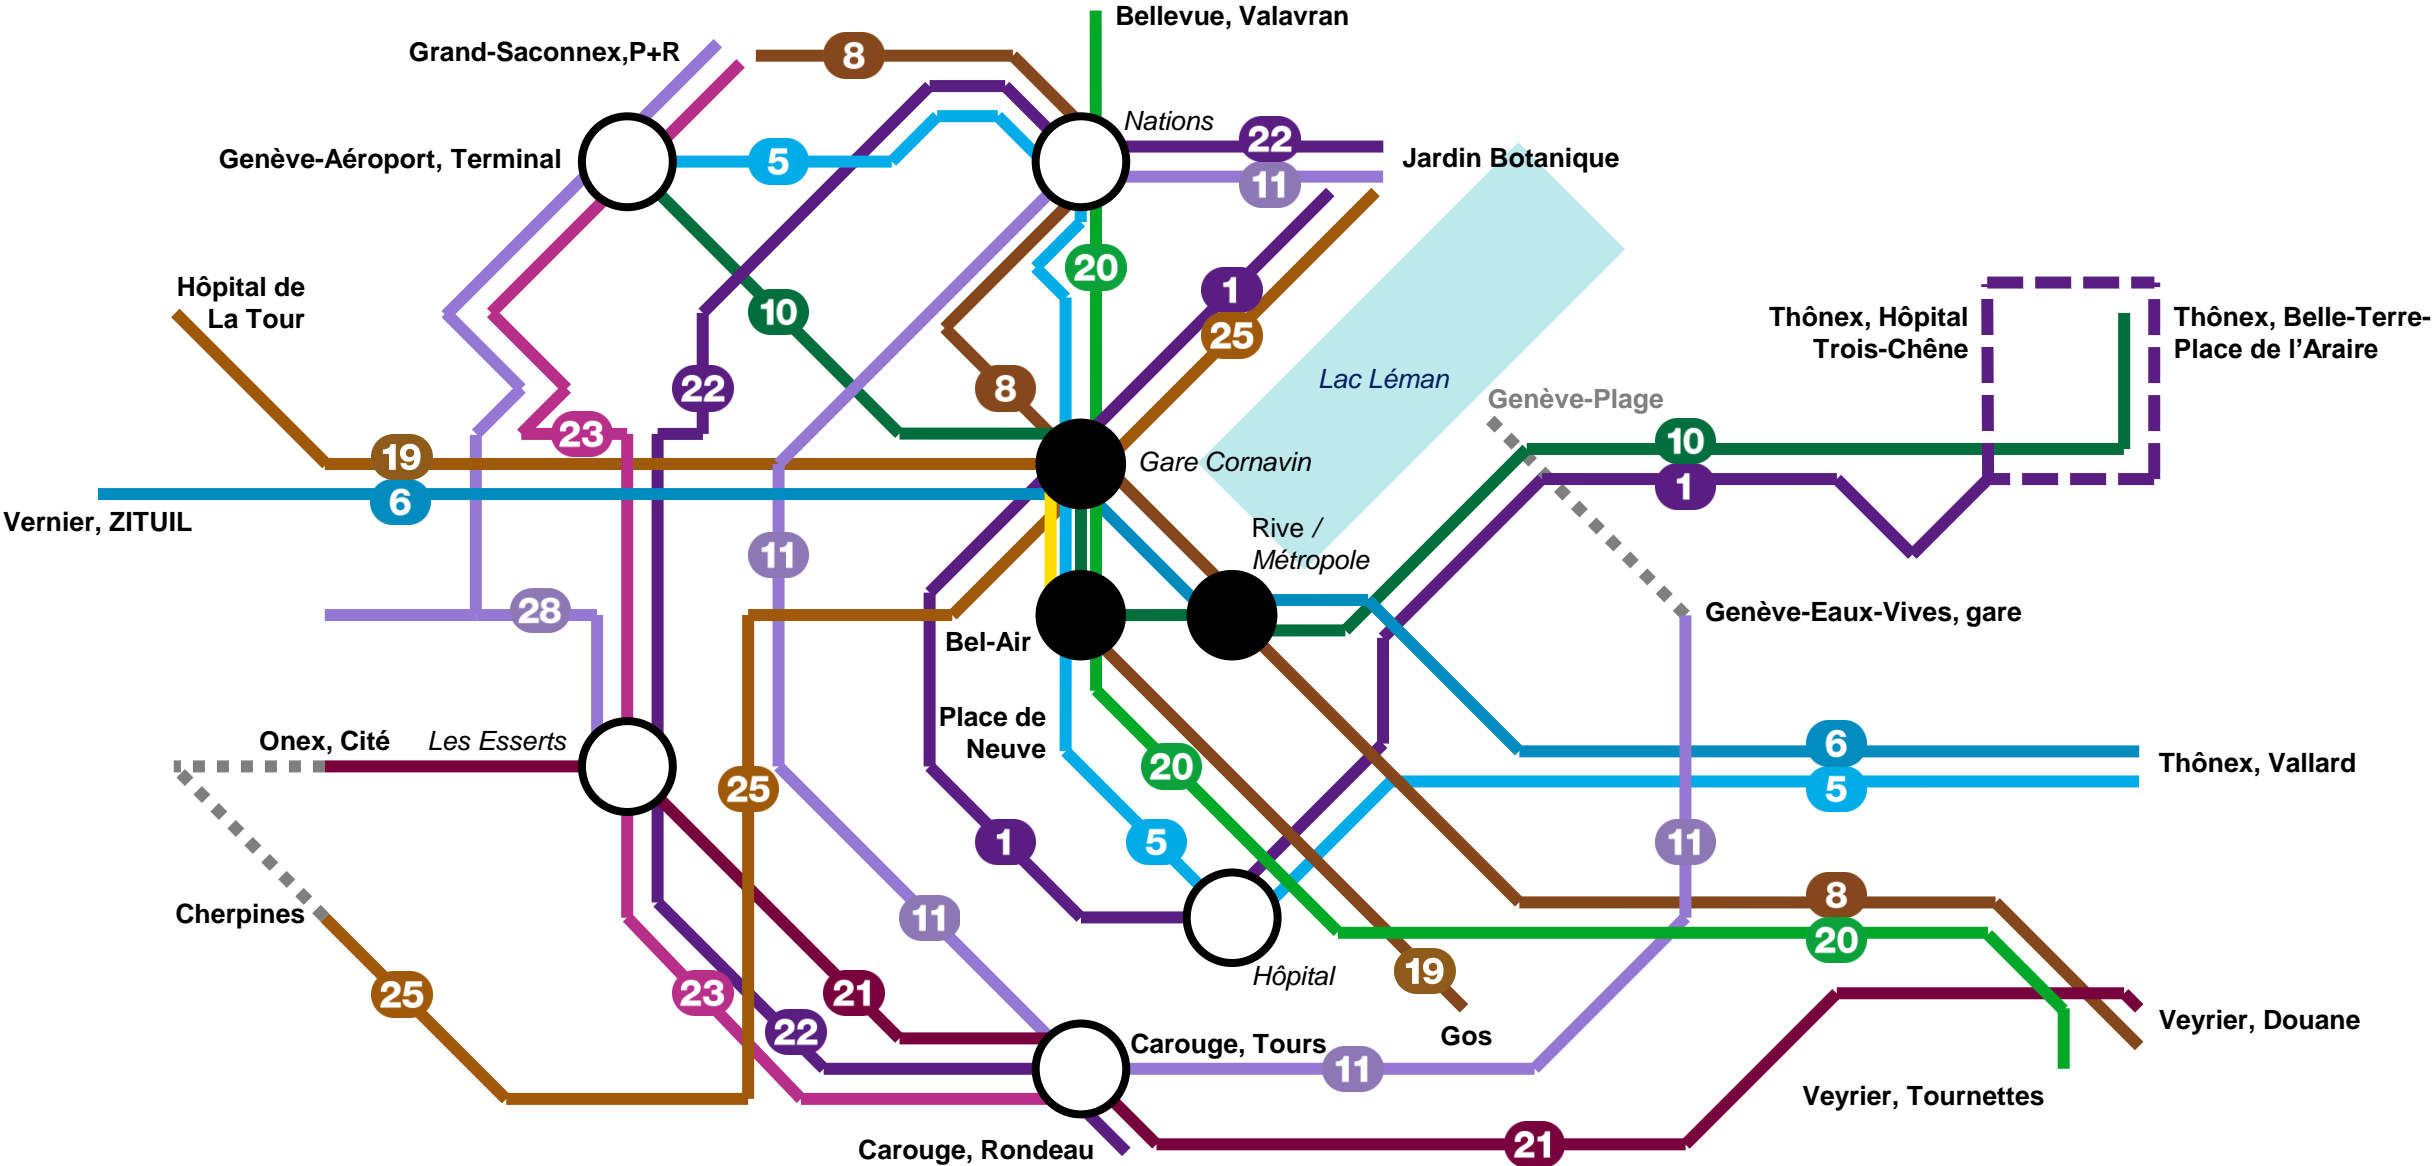 Bellevue, Valavran
Grand-Saconnex,P+R
8
Nations
22
Genève-Aéroport, Terminal
5
Jardin Botanique
11
20
Hôpital de
La Tour
1
10
25
Thônex, Hôpital
Trois-Chêne
Thônex, Belle-Terre-
Place de l’Araire
22
8
Lac Léman
Genève-Plage
23
10
19
Gare Cornavin
1
6
Vernier, ZITUIL
Rive /
Métropole
11
28
Genève-Eaux-Vives, gare
Bel-Air
Place de
Neuve
Onex, Cité
Les Esserts
6
20
Thônex, Vallard
25
5
1
5
11
8
Cherpines
11
20
Hôpital
19
25
23
21
22
Gos
Veyrier, Douane
Carouge, Tours
11
Veyrier, Tournettes
Carouge, Rondeau
21